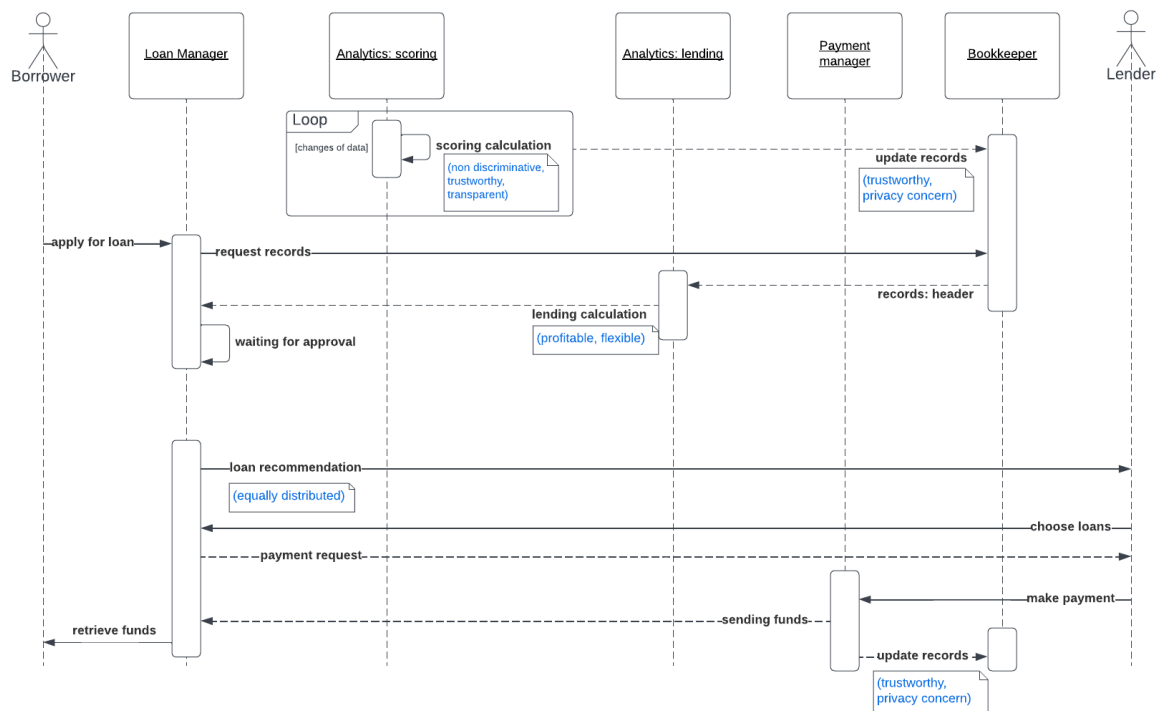 Borrower
Loan Manager
Analytics: scoring
Analytics: lending
Payment
manager
Bookkeeper
Lender
Loop
[changes of data]
scoring calculation
(non discriminative,
trustworthy,
transparent)
update records
(trustworthy,
privacy concern)
apply for loan
request records
records: header
lending calculation
(profitable, flexible)
waiting for approval
loan recommendation
(equally distributed)
choose loans
payment request
make payment
sending funds
retrieve funds
update records
(trustworthy,
privacy concern)